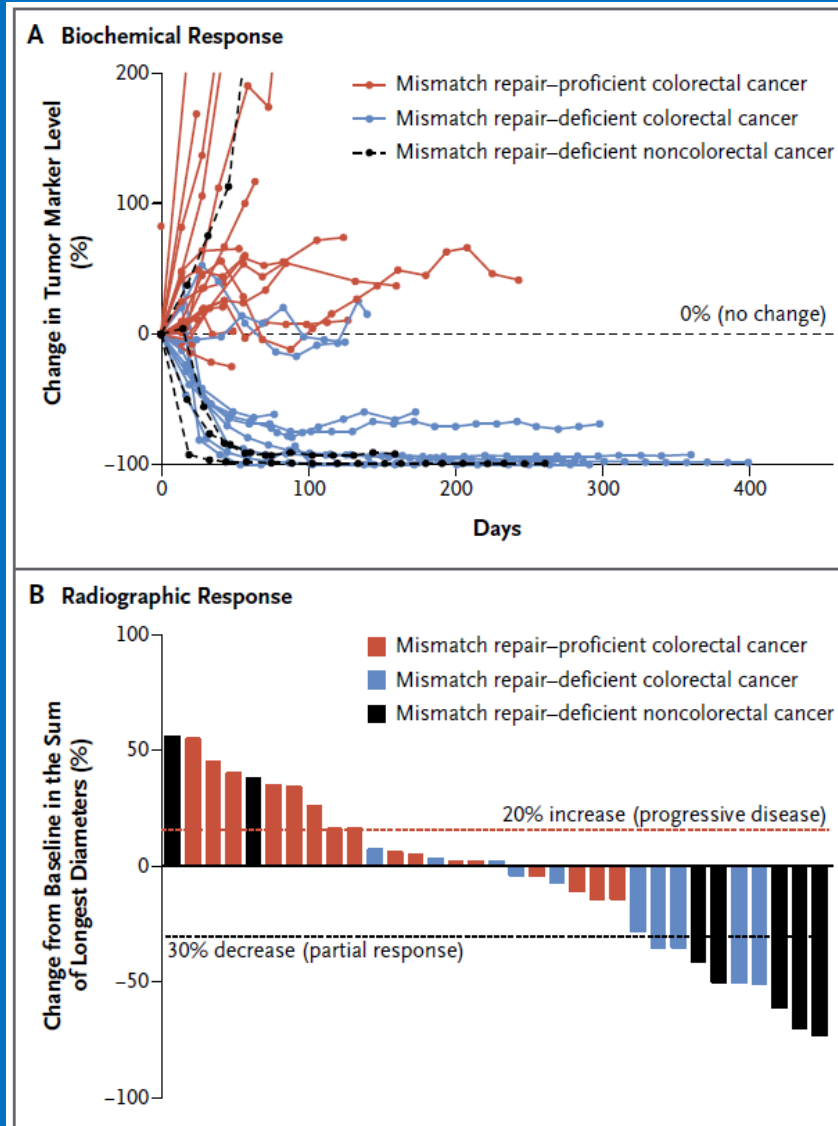 A Biochemical Response
200
100
0
–100
Change in Tumor Marker Level
(%)
Mismatch repair–proficient colorectal cancer
Mismatch repair–deficient colorectal cancer
Mismatch repair–deficient noncolorectal cancer
0% (no change)
0
100
200
300
400
Days
B Radiographic Response
100
50
0
–50
–100
Change from Baseline in the Sum
of Longest Diameters (%)
Mismatch repair–proficient colorectal cancer
Mismatch repair–deficient colorectal cancer
Mismatch repair–deficient noncolorectal cancer
20% increase (progressive disease)
30% decrease (partial response)